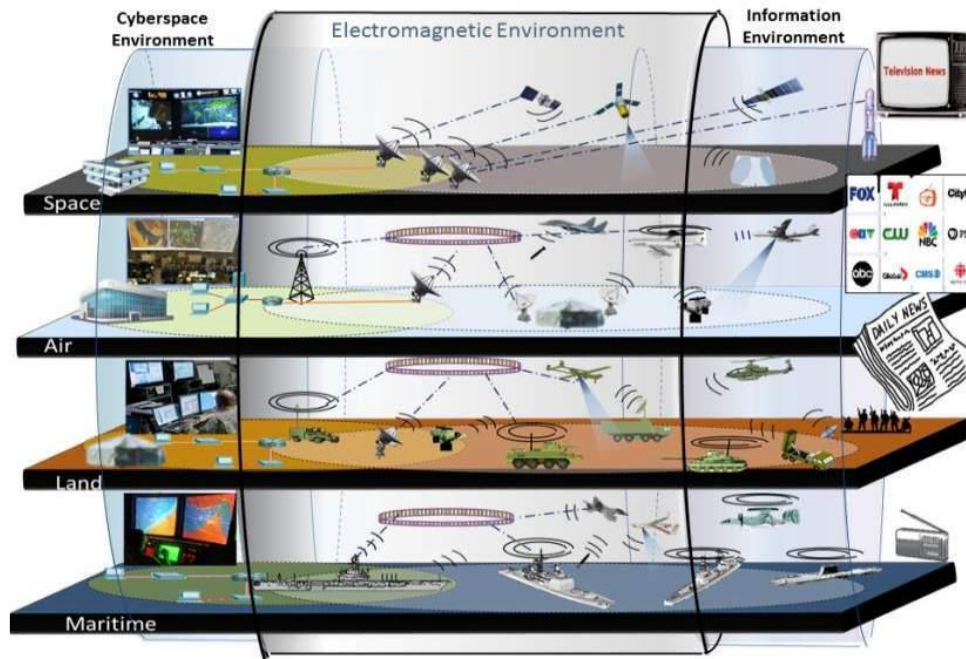 Cyberspace
Environment
Electromagnetic Environment
Information
Environment
Television News
Space
FOX
CW
NBC
abc
Global
CBS
Air
DAILY NEWS
Land
Maritime